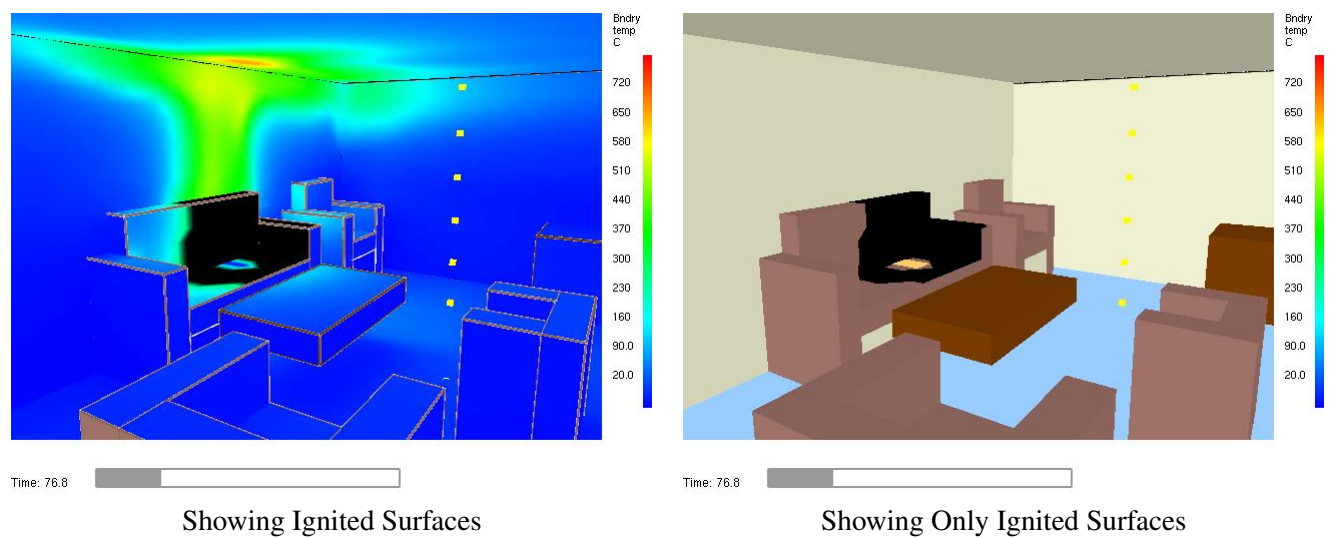 Bndry
temp
C
720
650
580
510
440
370
300
230
160
90.0
20.0
Time: 76.8
Showing Ignited Surfaces
Bndry
temp
C
720
650
580
510
440
370
300
230
160
90.0
20.0
Time: 76.8
Showing Only Ignited Surfaces